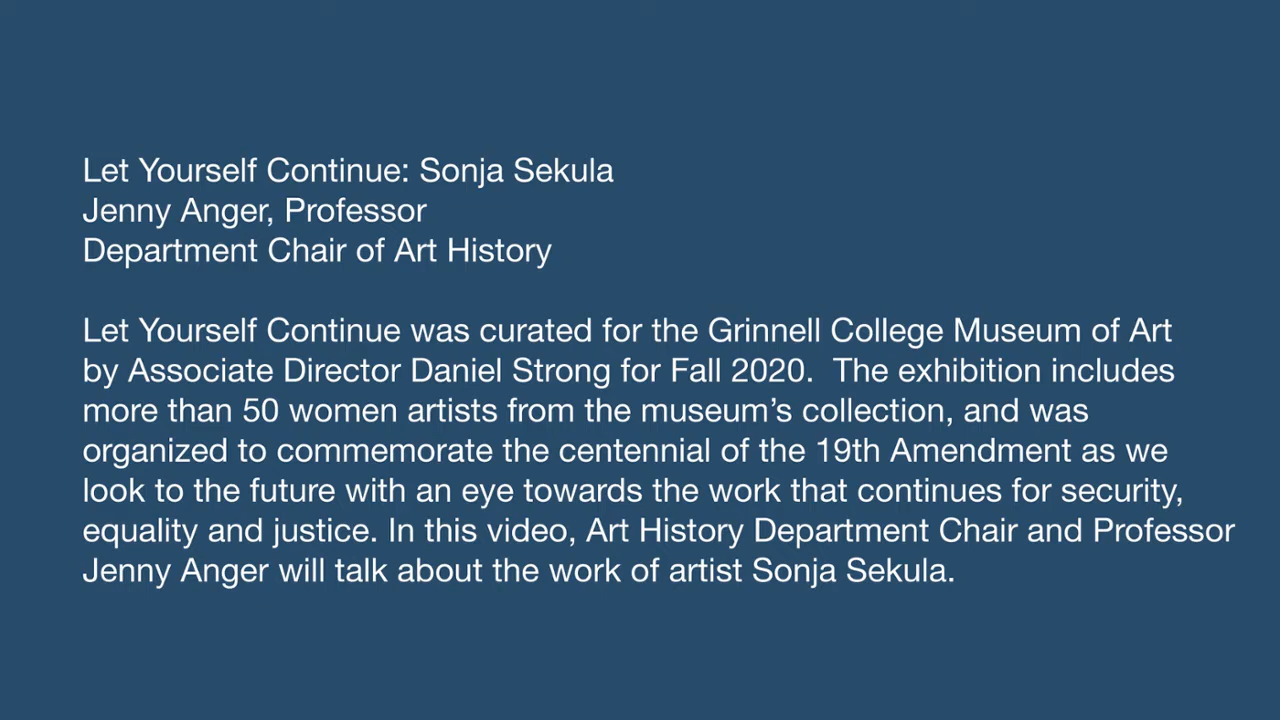 Let Yourself Continue: Sonja Sekula
Jenny Anger, Professor
Department Chair of Art History
Let Yourself Continue was curated for the Grinnell College Museum of Art
by Associate Director Daniel Strong for Fall 2020.  The exhibition includes
more than 50 women artists from the museum’s collection, and was
organized to commemorate the centennial of the 19th Amendment as we
look to the future with an eye towards the work that continues for security,
equality and justice. In this video, Art History Department Chair and Professor
Jenny Anger will talk about the work of artist Sonja Sekula.